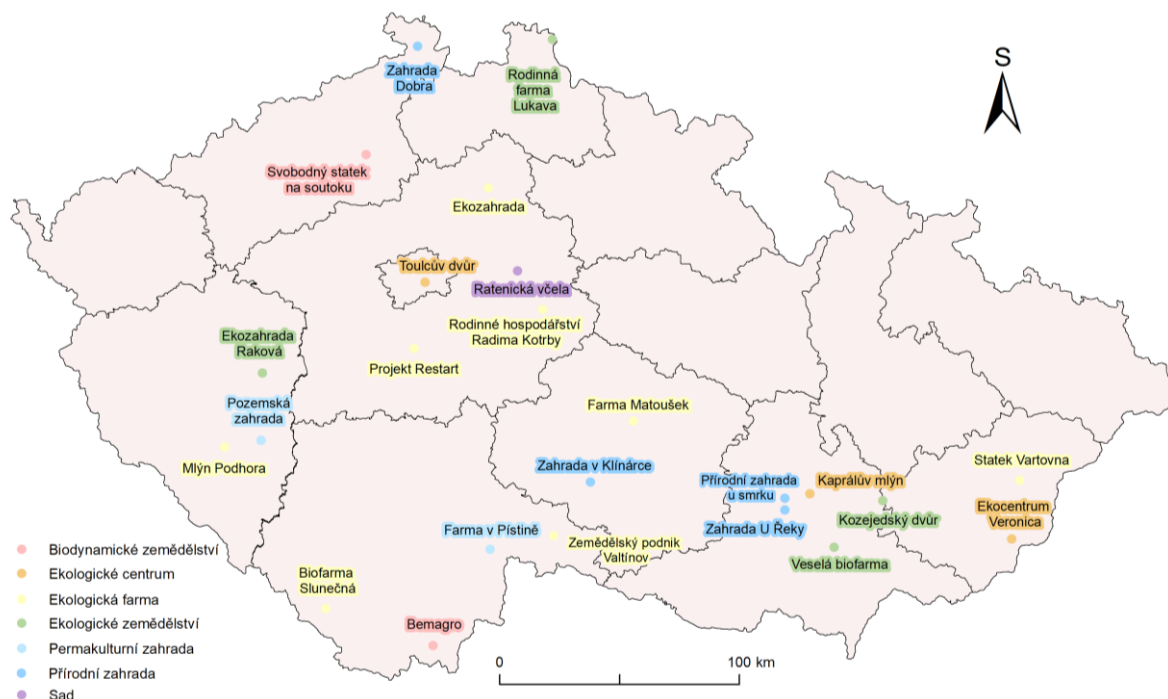 S
Zahrada
Dobrá
Rodinná
farma
Lukava
Svobodný statek
na soutoku
Ekozahrada
Toulcův dvůr
Ratenická včela
Rodinné hospodářství
Radima Kotrby
Projekt Restart
Ekozahrada
Raková
Pozemská
zahrada
Mlýn Podhora
Farma Matoušek
Zahrada v Klínárce
Přírodní zahrada
u smrku
Kaprálův mlýn
Zahrada U Řeky
Kozejedský dvůr
Veselá biofarma
Statek Vartovna
Ekocentrum
Veronica
Farma v Pístině
Zemědělský podnik
Valtínov
Biofarma
Slunečná
Bemagro
Biodynamické zemědělství
Ekologické centrum
Ekologická farma
Ekologické zemědělství
Permakulturní zahrada
Přírodní zahrada
Sad
0 100 km